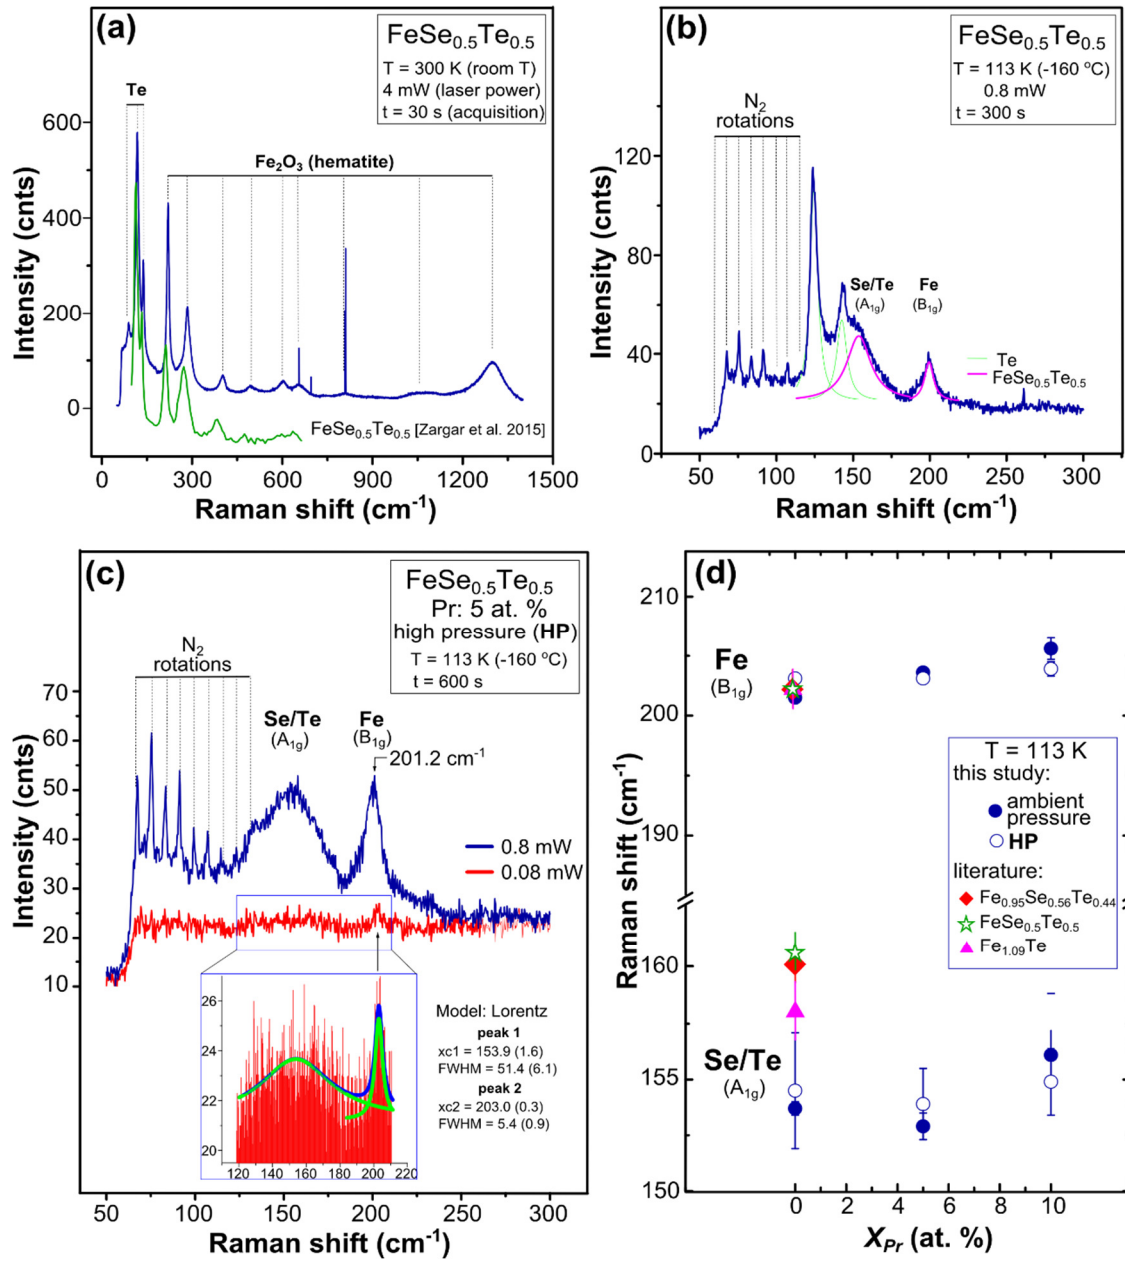 (a)
FeSe0.5Te0.5
T = 300 K (room T)
4 mW (laser power)
t = 30 s (acquisition)
Te
Fe2O3 (hematite)
600
400
200
0
Intensity (cnts)
FeSe0.5Te0.5 [Zargar et al. 2015]
0 300 600 900 1200 1500
Raman shift (cm-1)
(b)
FeSe0.5Te0.5
T = 113 K (-160 °C)
0.8 mW
t = 300 s
N2
rotations
120
80
40
0
Intensity (cnts)
Se/Te
(A1g)
Fe
(B1g)
Te
FeSe0.5Te0.5
50 100 150 200 250 300
Raman shift (cm-1)
(c)
FeSe0.5Te0.5
Pr: 5 at. %
high pressure (HP)
T = 113 K (-160 °C)
t = 600 s
N2
rotations
70
60
50
40
30
20
10
Intensity (cnts)
Se/Te
(A1g)
Fe
(B1g)
201.2 cm-1
0.8 mW
0.08 mW
26
24
22
20
120 140 160 180 200 220
Model: Lorentz
peak 1
xc1 = 153.9 (1.6)
FWHM = 51.4 (6.1)
peak 2
xc2 = 203.0 (0.3)
FWHM = 5.4 (0.9)
50 100 150 200 250 300
Raman shift (cm-1)
(d)
210
200
190
160
155
150
Raman shift (cm-1)
Fe
(B1g)
Se/Te
(A1g)
T = 113 K
this study:
ambient
pressure
HP
literature:
Fe0.95Se0.56Te0.44
FeSe0.5Te0.5
Fe1.09Te
0 2 4 6 8 10
XPr (at. %)